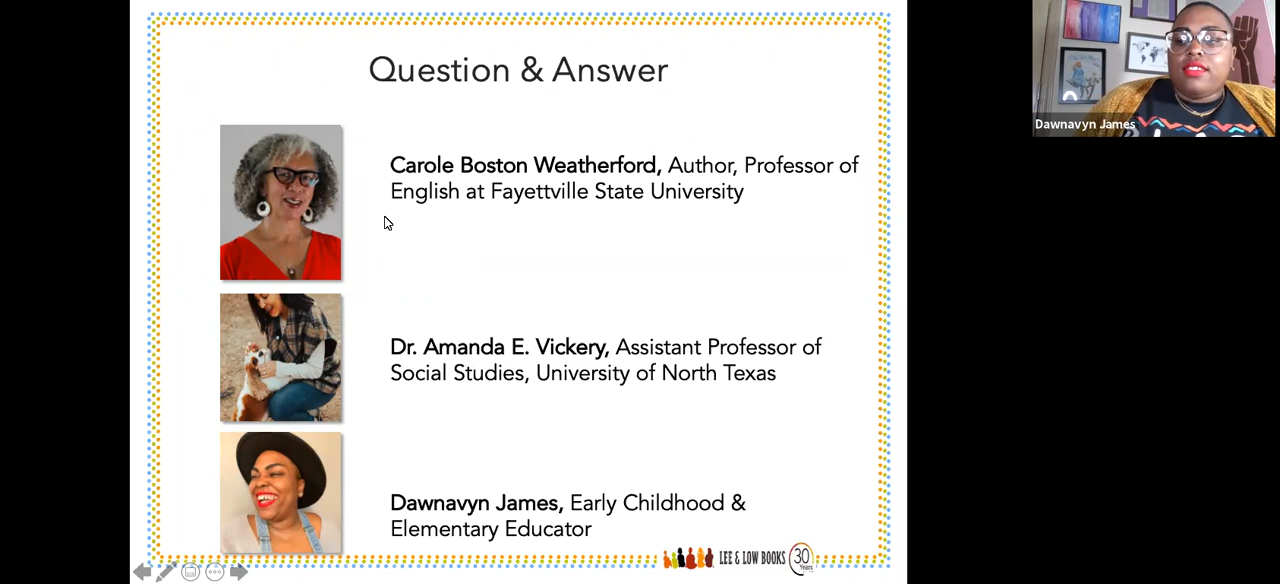 Question & Answer
Dawnavyn James
Carole Boston Weatherford, Author, Professor of
English at Fayettville State University
Dr. Amanda E. Vickery, Assistant Professor of
Social Studies, University of North Texas
Dawnavyn James, Early Childhood &
Elementary Educator
LEE & LOW BOOKS
30
Years